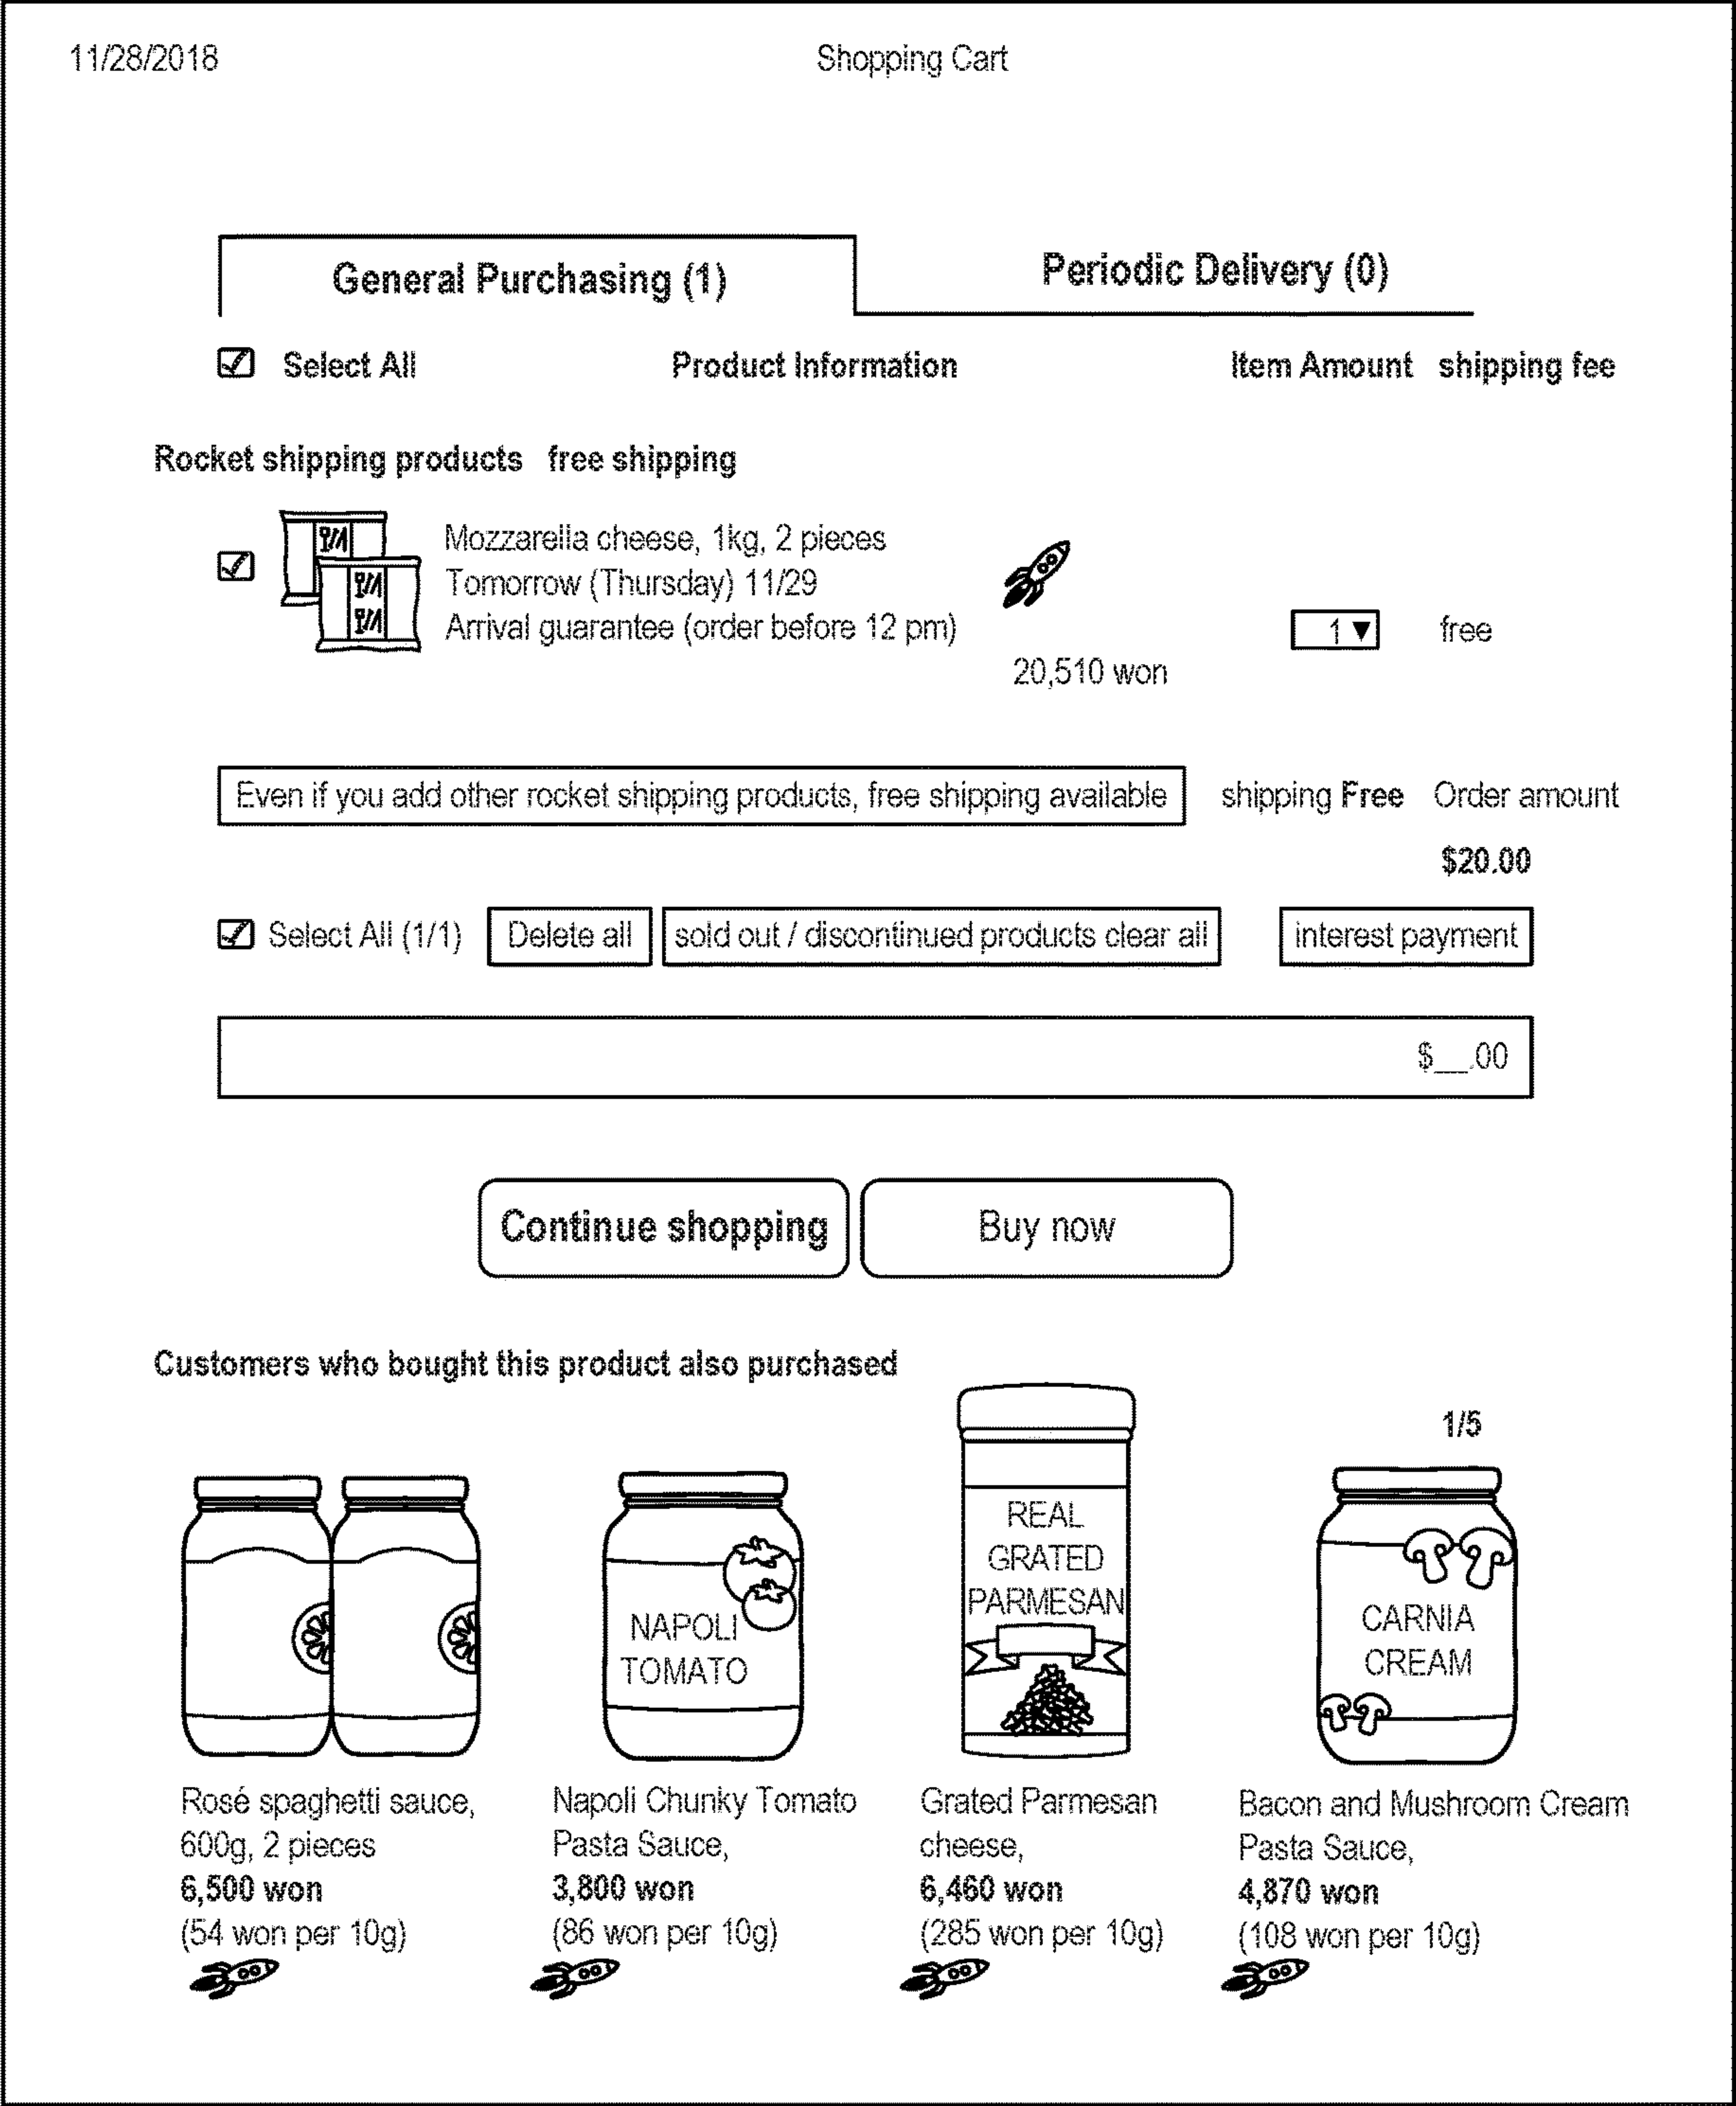 11/28/2018 Shopping Cart
General Purchasing (1) Periodic Delivery (0)
Select All Product Information Item Amount shipping fee
Rocket shipping products free shipping
Mozzarella cheese, 1kg, 2 pieces
Tomorrow (Thursday) 11/29
Arrival guarantee (order before 12 pm)
1 ▼ free
20,510 won
Even if you add other rocket shipping products, free shipping available shipping Free Order amount
$20.00
Select All (1/1) Delete all sold out / discontinued products clear all interest payment
$__.00
Continue shopping Buy now
Customers who bought this product also purchased
1/5
NAPOLI
TOMATO
REAL
GRATED
PARMESAN
CARNIA
CREAM
Rosé spaghetti sauce,
600g, 2 pieces
6,500 won
(54 won per 10g)
Napoli Chunky Tomato
Pasta Sauce,
3,800 won
(86 won per 10g)
Grated Parmesan
cheese,
6,460 won
(285 won per 10g)
Bacon and Mushroom Cream
Pasta Sauce,
4,870 won
(108 won per 10g)